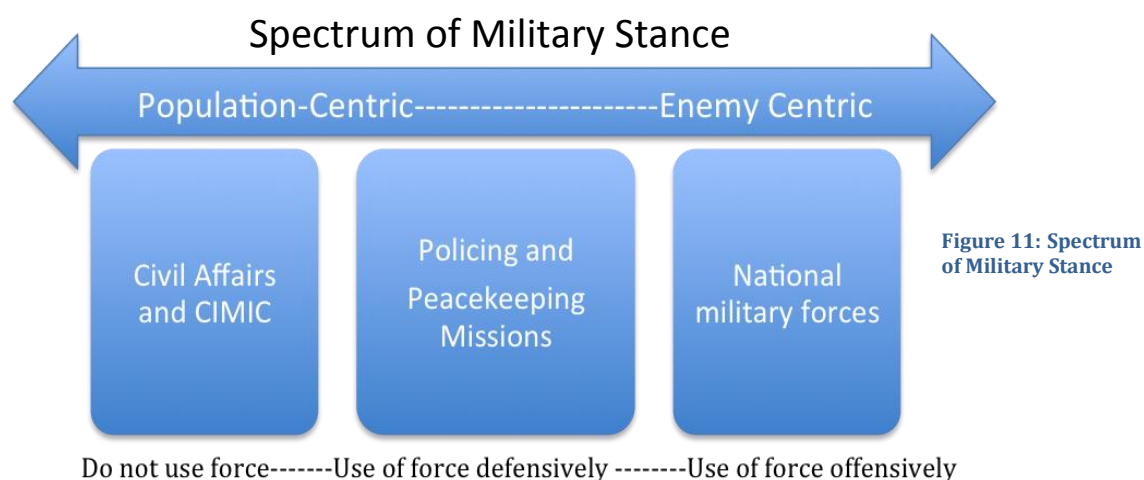 Spectrum of Military Stance
Population-Centric----------------------Enemy Centric
Civil Affairs
and CIMIC
Policing and
Peacekeeping
Missions
National
military forces
Figure 11: Spectrum
of Military Stance
Do not use force-------Use of force defensively --------Use of force offensively